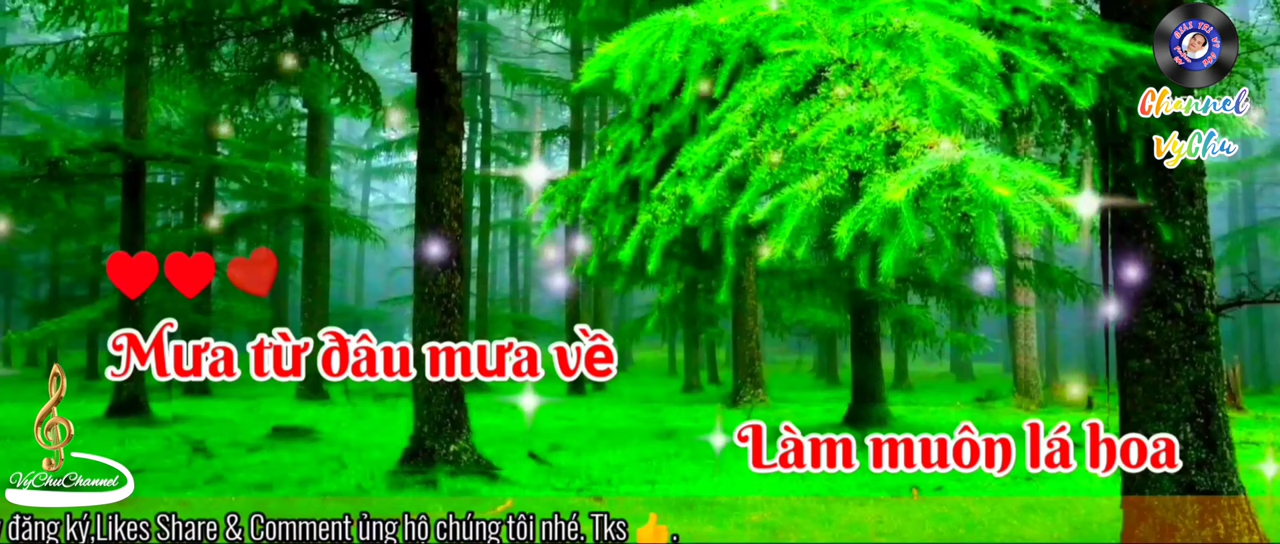 Channel
VyChu
Mưa từ đâu mưa về
Làm muôn lá hoa
VyChuChannel
đăng ký,Likes Share & Comment ủng hộ chúng tôi nhé. Tks 👍.